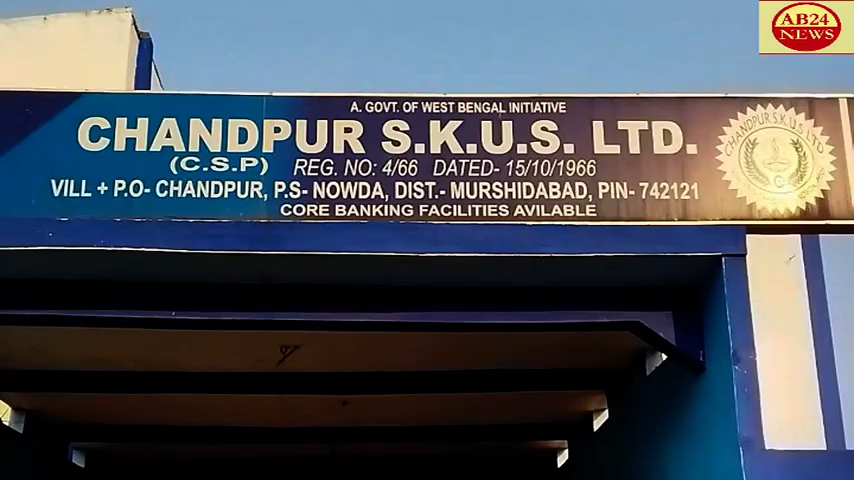 AB24
NEWS
A. GOVT. OF WEST BENGAL INITIATIVE
CHANDPUR S.K.U.S. LTD.
(C.S.P) REG. NO: 4/66 DATED- 15/10/1966
VILL + P.O- CHANDPUR, P.S- NOWDA, DIST.- MURSHIDABAD, PIN- 742121
CORE BANKING FACILITIES AVILABLE
CHANDPUR S.K.U.S LTD.